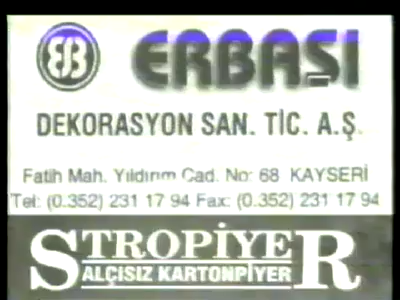 EB ERBAŞI
DEKORASYON SAN. TİC. A.Ş.
Fatih Mah. Yıldırım Cad. No: 68 KAYSERİ
Tel: (0.352) 231 17 94 Fax: (0.352) 231 17 94
STROPİYER
ALÇISIZ KARTONPİYER